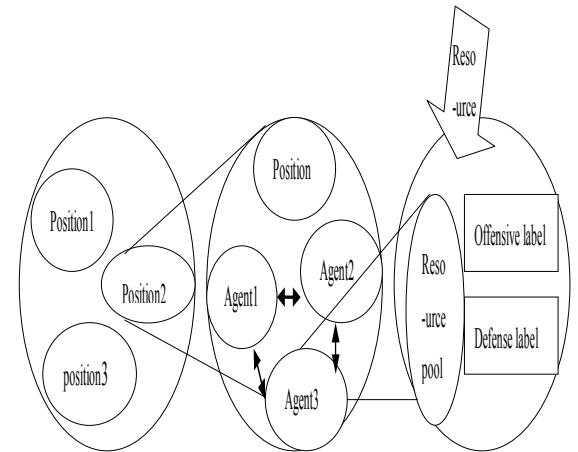 Reso
-urce
Position1
Position2
position3
Position
Agent1
Agent2
Agent3
Reso
-urce
pool
Offensive label
Defense label